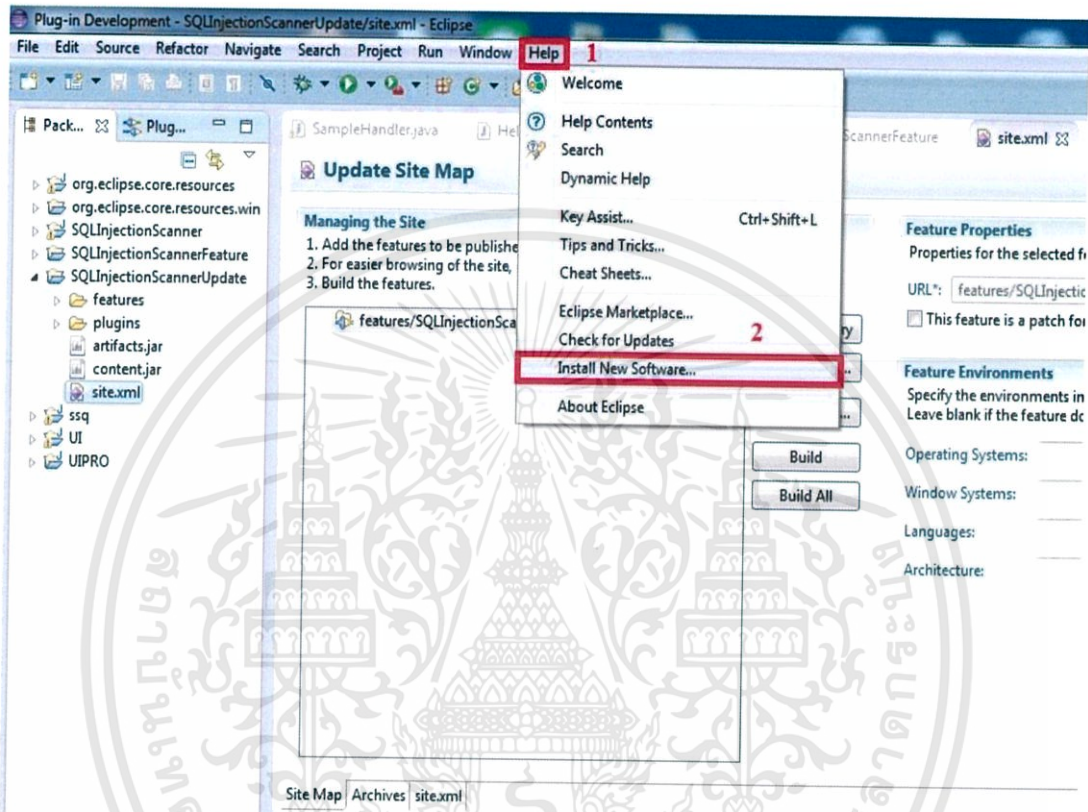 Plug-in Development - SQLInjectionScannerUpdate/site.xml - Eclipse
File Edit Source Refactor Navigate Search Project Run Window Help 1
Pack... Plug...
SampleHandler.java
ScannerFeature
site.xml
Welcome
Help Contents
Search
Dynamic Help
Key Assist... Ctrl+Shift+L
Tips and Tricks...
Cheat Sheets...
Eclipse Marketplace...
Check for Updates 2
Install New Software...
About Eclipse
org.eclipse.core.resources
org.eclipse.core.resources.win
SQLInjectionScanner
SQLInjectionScannerFeature
SQLInjectionScannerUpdate
features
plugins
artifacts.jar
content.jar
site.xml
ssq
UI
UIPRO
Update Site Map
Managing the Site
1. Add the features to be publishe
2. For easier browsing of the site,
3. Build the features.
features/SQLInjectionSca
Build
Build All
Feature Properties
Properties for the selected f
URL*: features/SQLInjectic
This feature is a patch for
Feature Environments
Specify the environments in
Leave blank if the feature dc
Operating Systems:
Window Systems:
Languages:
Architecture:
Site Map Archives site.xml